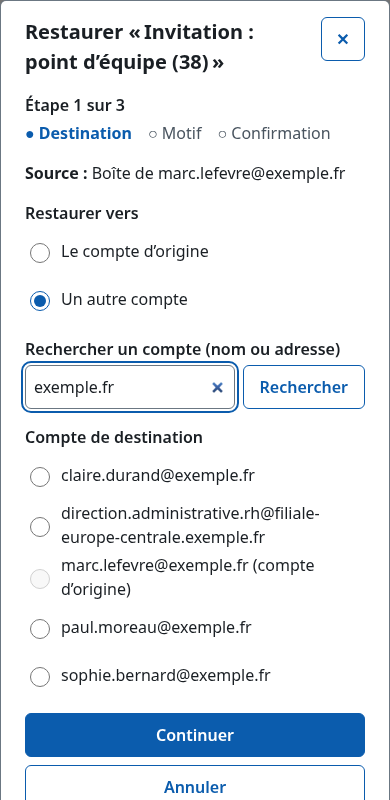 Restaurer « Invitation :
point d’équipe (38) »
×
Étape 1 sur 3
● Destination ○ Motif ○ Confirmation
Source : Boîte de marc.lefevre@exemple.fr
Restaurer vers
Le compte d’origine
Un autre compte
Rechercher un compte (nom ou adresse)
exemple.fr × Rechercher
Compte de destination
claire.durand@exemple.fr
direction.administrative.rh@filiale-
europe-centrale.exemple.fr
marc.lefevre@exemple.fr (compte
d’origine)
paul.moreau@exemple.fr
sophie.bernard@exemple.fr
Continuer
Annuler